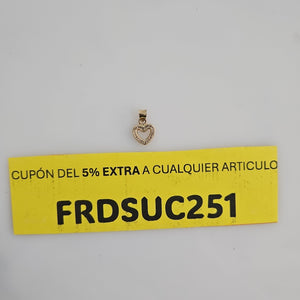 CUPÓN DEL 5% EXTRA A CUALQUIER ARTICULO
FRDSUC251